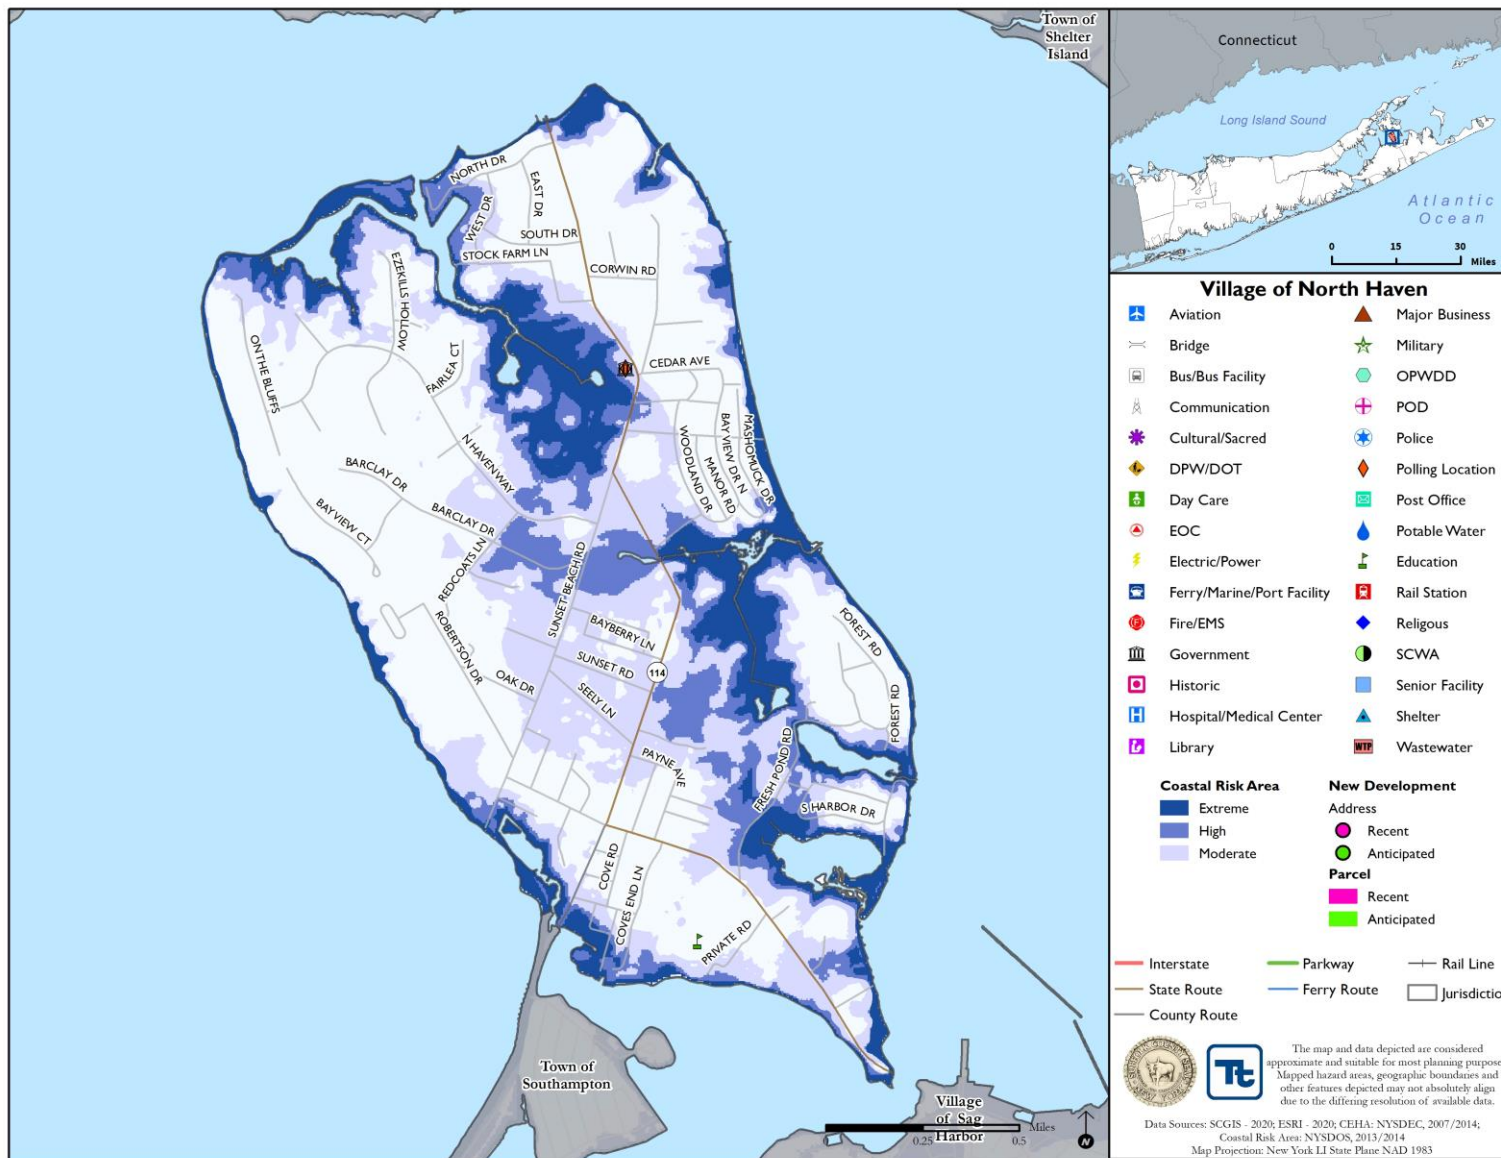 Town of
Shelter
Island
NORTH DR
EAST DR
WEST DR
SOUTH DR
STOCK FARM LN
CORWIN RD
EZEKILLS HOLLOW
ON THE BLUFFS
FAIRLEA CT
CEDAR AVE
MASHOMUCK DR
BAY VIEW DR N
MANOR RD
WOODLAND DR
N HAVENWAY
BARCLAY DR
BARCLAY DR
BAYVIEW CT
REDCOATS LN
SUNSET BEACH RD
ROBERTSON DR
BAYBERRY LN
FOREST RD
SUNSET RD
114
OAK DR
SEELY LN
FOREST RD
PAYNE AVE
FRESH POND RD
S HARBOR DR
COVE RD
COVES END LN
PRIVATE RD
Town of
Southampton
Village
of Sag
Harbor
0 0.25 0.5 Miles
N
Connecticut
Long Island Sound
Atlantic
Ocean
0 15 30
Miles
Village of North Haven
Aviation
Bridge
Bus/Bus Facility
Communication
Cultural/Sacred
DPW/DOT
Day Care
EOC
Electric/Power
Ferry/Marine/Port Facility
Fire/EMS
Government
Historic
Hospital/Medical Center
Library
Major Business
Military
OPWDD
POD
Police
Polling Location
Post Office
Potable Water
Education
Rail Station
Religous
SCWA
Senior Facility
Shelter
WTP Wastewater
Coastal Risk Area
Extreme
High
Moderate
New Development
Address
Recent
Anticipated
Parcel
Recent
Anticipated
Interstate
State Route
County Route
Parkway
Ferry Route
Rail Line
Jurisdictio
Tt
The map and data depicted are considered
approximate and suitable for most planning purpose
Mapped hazard areas, geographic boundaries and
other features depicted may not absolutely align
due to the differing resolution of available data.
Data Sources: SCGIS - 2020; ESRI - 2020; CEHA: NYSDEC, 2007/2014;
Coastal Risk Area: NYSDOS, 2013/2014
Map Projection: New York LI State Plane NAD 1983